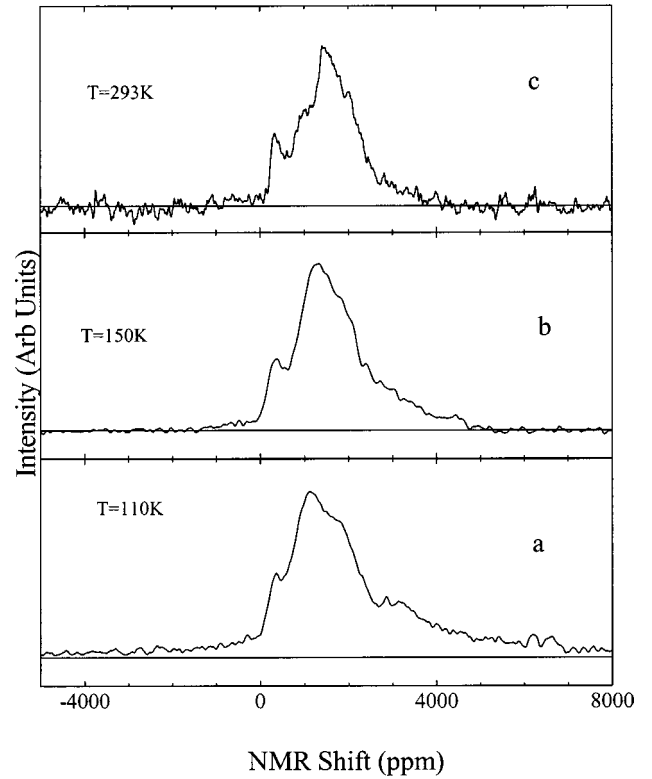 T=293K
c
T=150K
b
T=110K
a
Intensity (Arb Units)
-4000
0
4000
8000
NMR Shift (ppm)